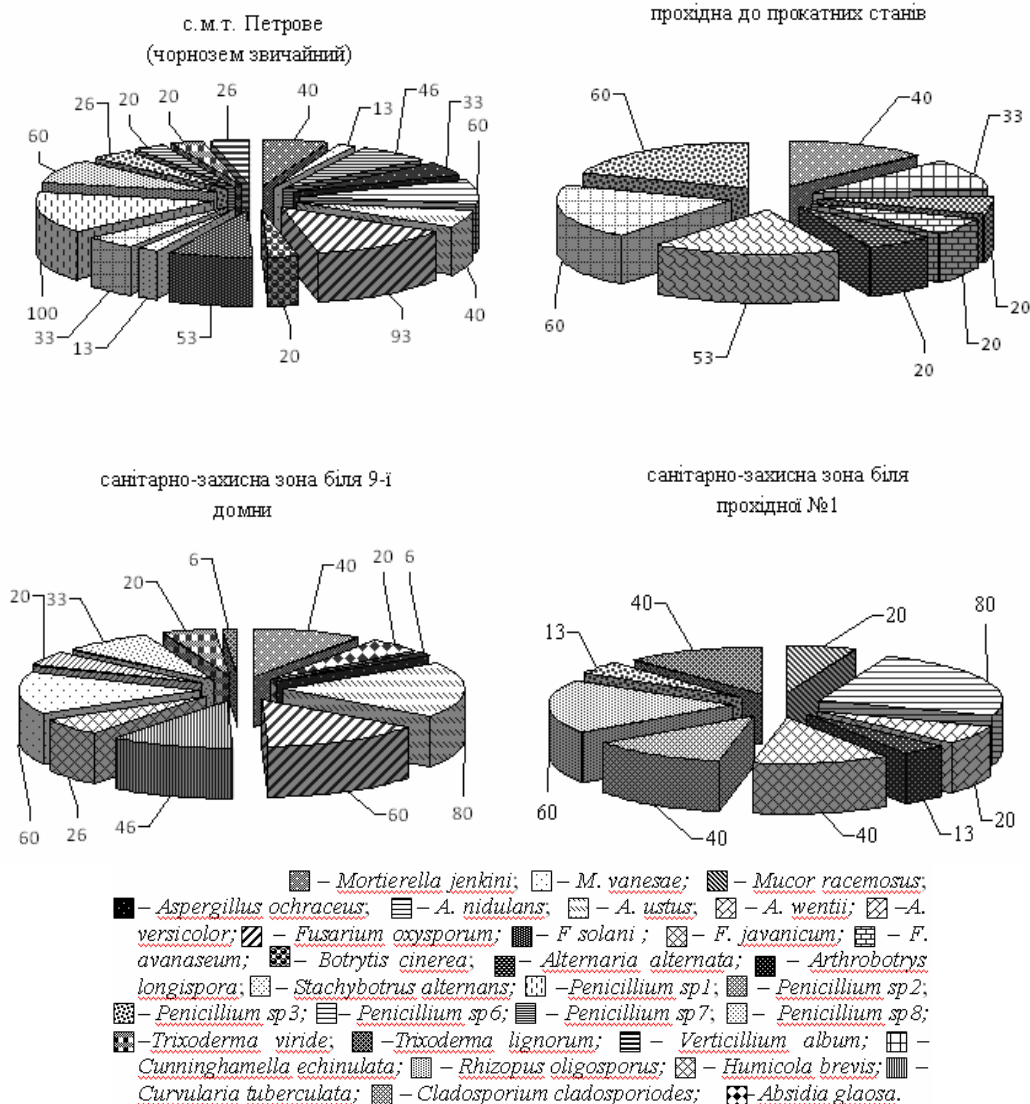 с.м.т. Петрове
(чорнозем звичайний)
60 26 20 20 26 40 13 46 33 60
100 33 13 53 20 93 40
прохідна до прокатних станів
60 40 33
60 53 20 20 20
санітарно-захисна зона біля 9-ї
домни
20 33 20 6 40 20 6
60 26 46 60 80
санітарно-захисна зона біля
прохідної №1
13 40 20 80
60 40 40 13 20
– Mortierella jenkini; – M. vanesae; – Mucor racemosus;
– Aspergillus ochraceus; – A. nidulans; – A. ustus; – A. wentii; –A.
versicolor; – Fusarium oxysporum; – F solani ; – F. javanicum; – F.
avanaseum; – Botrytis cinerea; – Alternaria alternata; – Arthrobotrys
longispora; – Stachybotrus alternans; –Penicillium sp1; – Penicillium sp2;
– Penicillium sp3; – Penicillium sp6; – Penicillium sp7; – Penicillium sp8;
–Trixoderma viride; –Trixoderma lignorum; – Verticillium album; –
Cunninghamella echinulata; – Rhizopus oligosporus; – Humicola brevis; –
Curvularia tuberculata; – Cladosporium cladosporiodes; – Absidia glaosa.